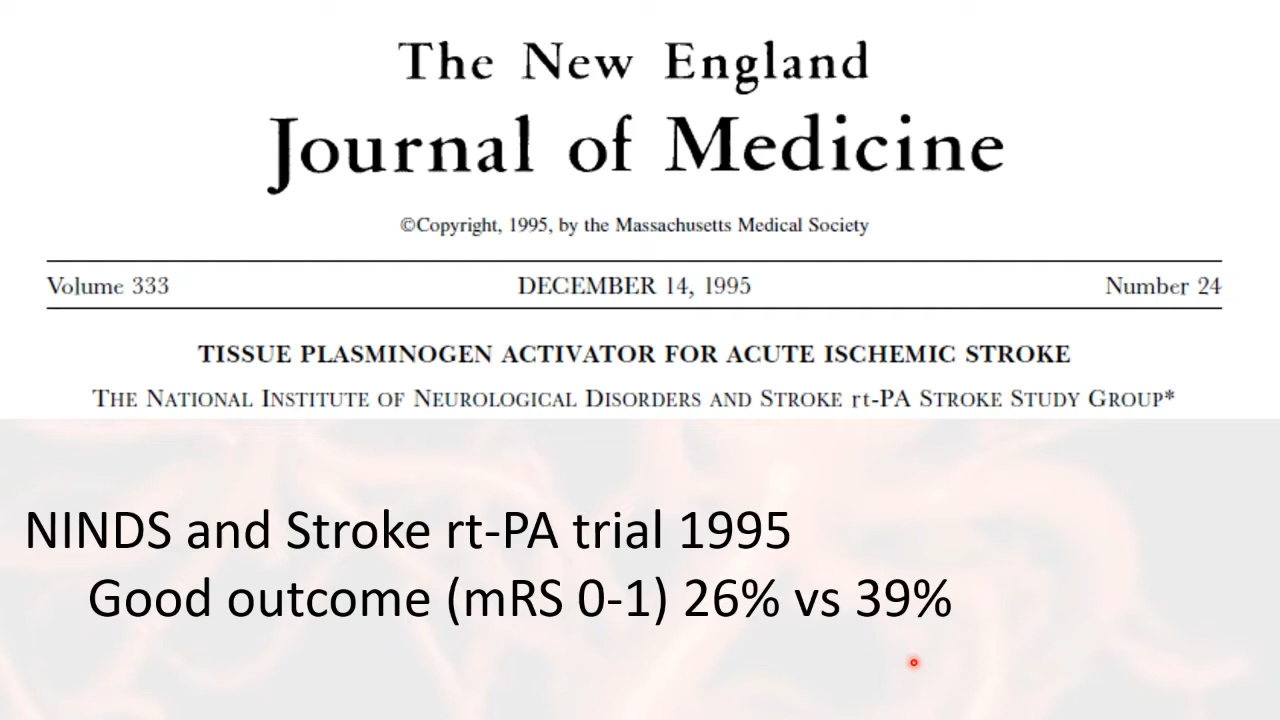 The New England
Journal of Medicine
©Copyright, 1995, by the Massachusetts Medical Society
Volume 333 DECEMBER 14, 1995 Number 24
TISSUE PLASMINOGEN ACTIVATOR FOR ACUTE ISCHEMIC STROKE
THE NATIONAL INSTITUTE OF NEUROLOGICAL DISORDERS AND STROKE rt-PA STROKE STUDY GROUP*
NINDS and Stroke rt-PA trial 1995
Good outcome (mRS 0-1) 26% vs 39%